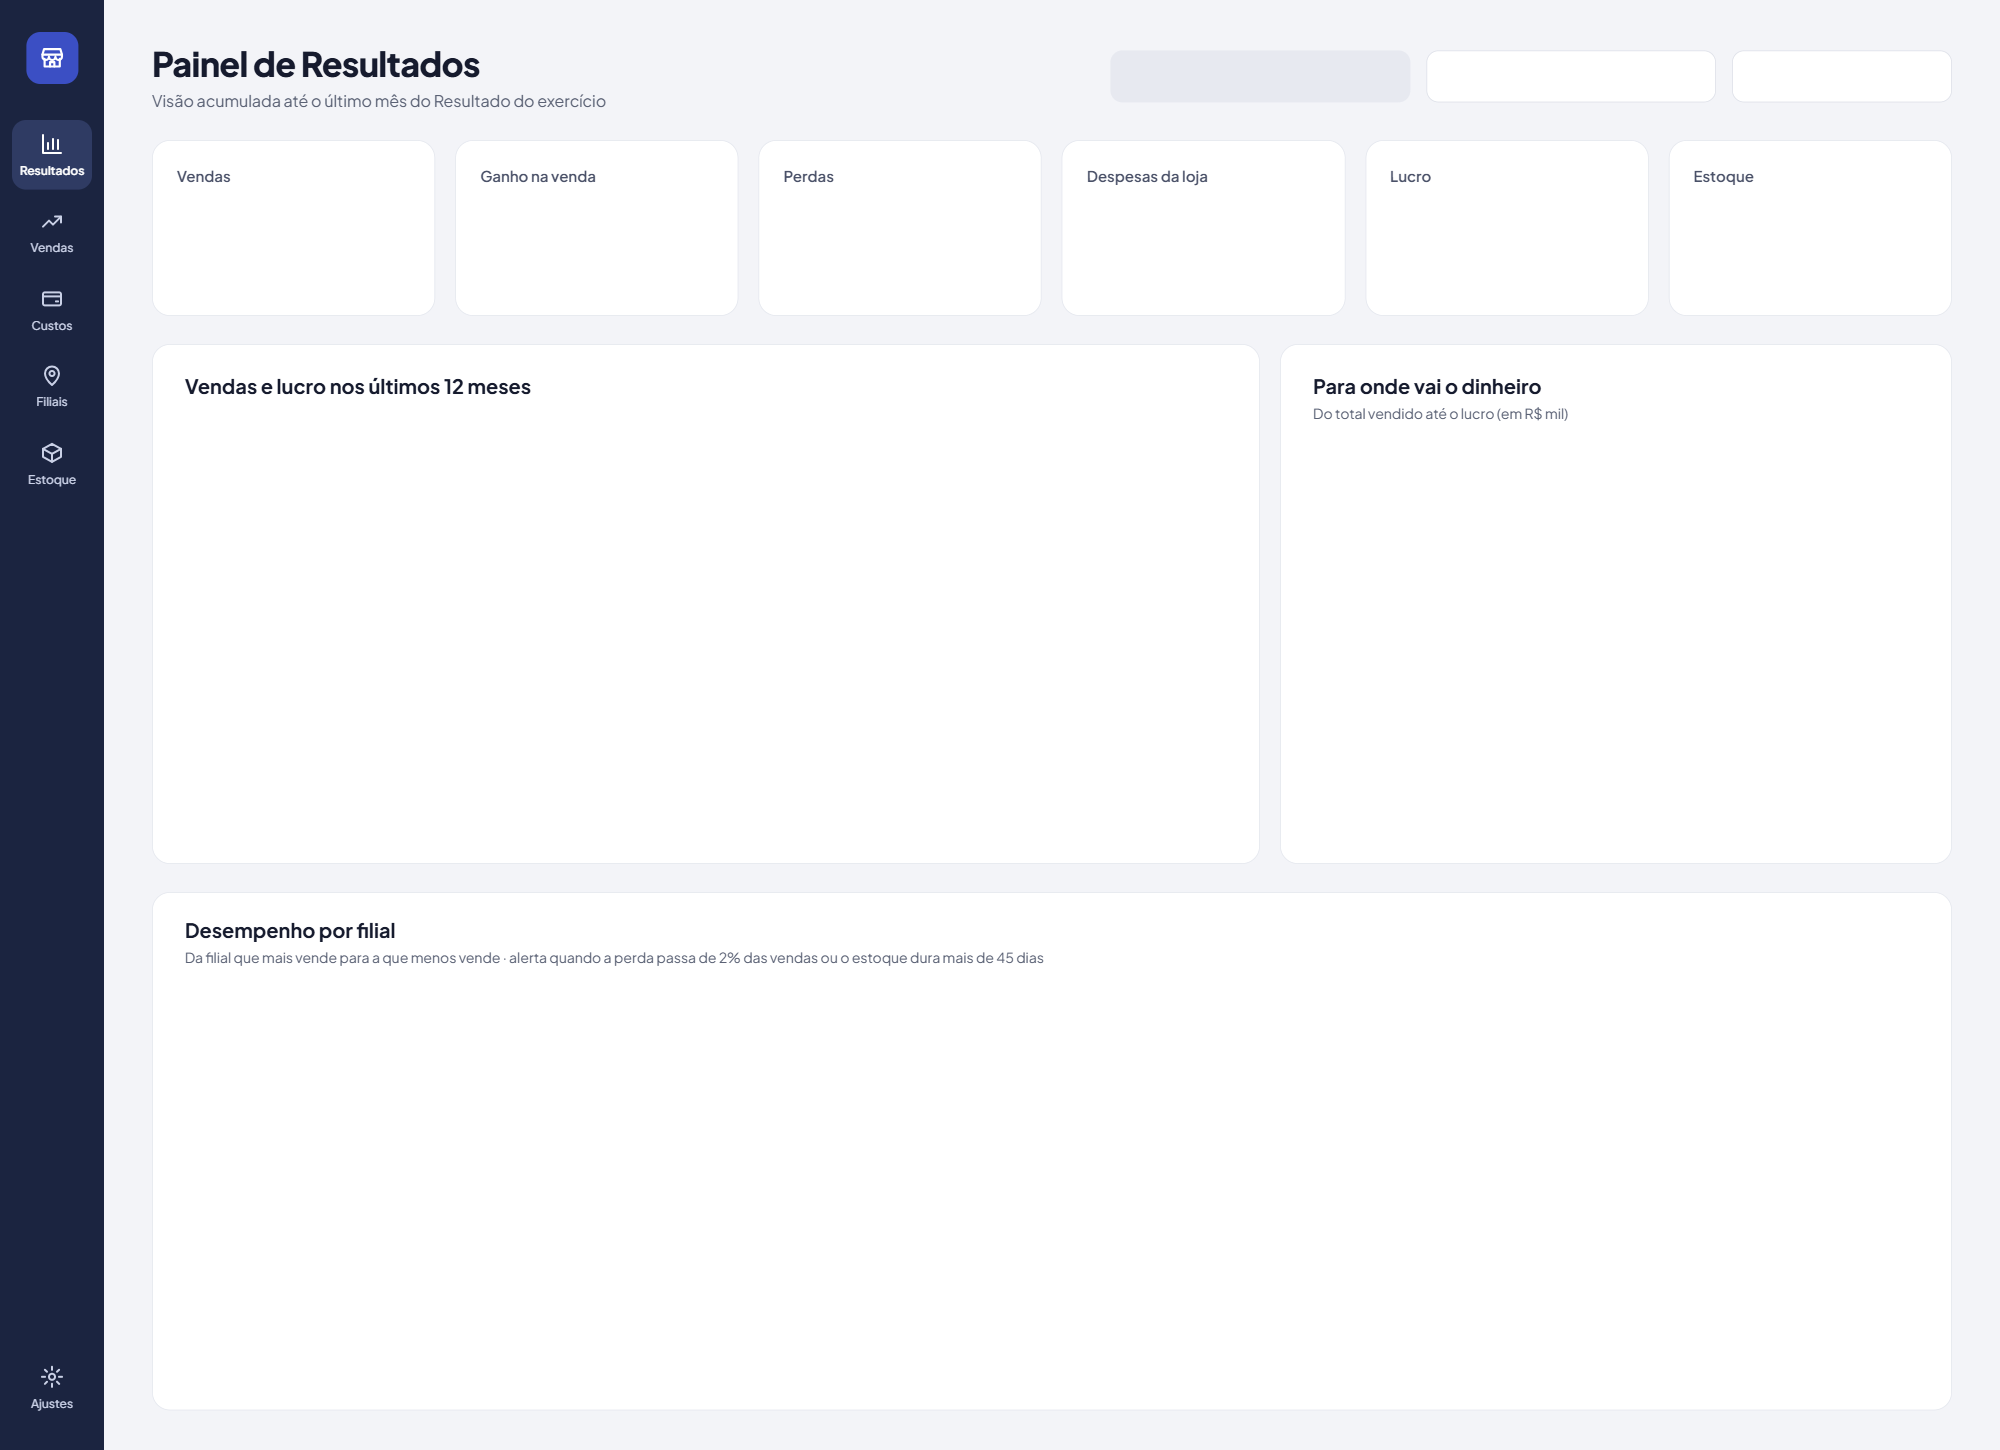 Resultados
Vendas
Custos
Filiais
Estoque
Ajustes
Painel de Resultados
Visão acumulada até o último mês do Resultado do exercício
Vendas
Ganho na venda
Perdas
Despesas da loja
Lucro
Estoque
Vendas e lucro nos últimos 12 meses
Para onde vai o dinheiro
Do total vendido até o lucro (em R$ mil)
Desempenho por filial
Da filial que mais vende para a que menos vende · alerta quando a perda passa de 2% das vendas ou o estoque dura mais de 45 dias